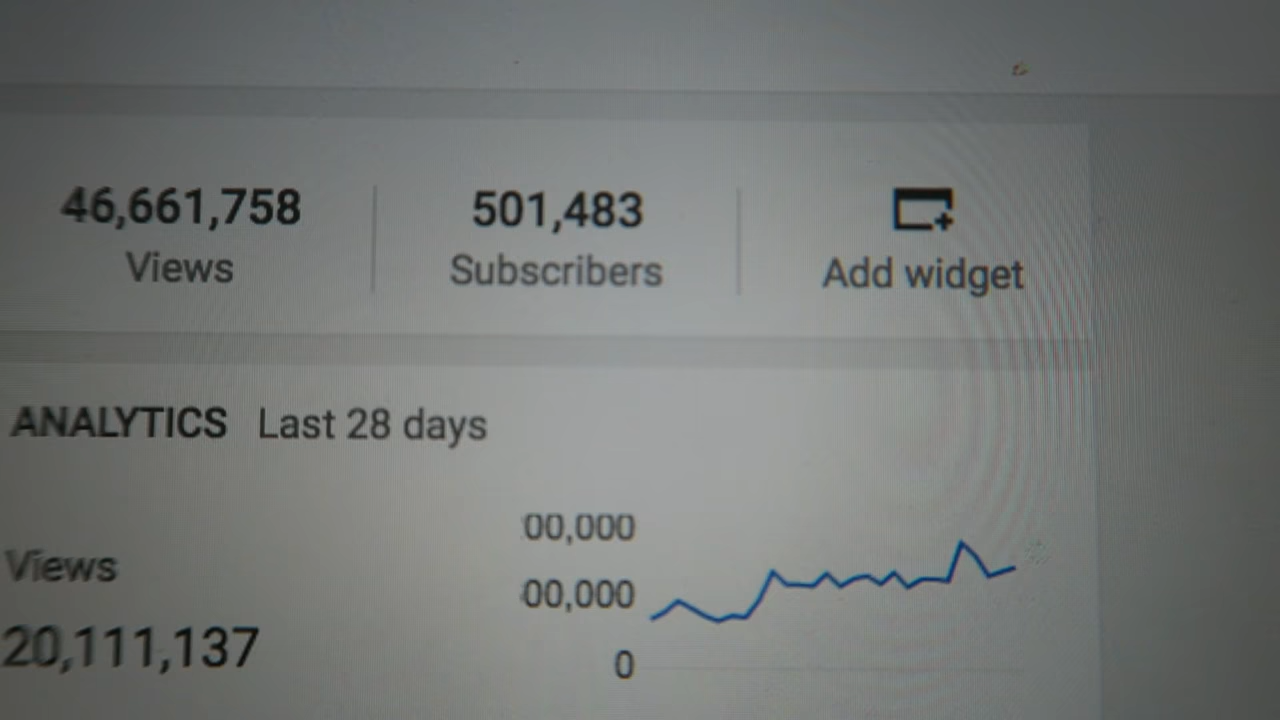 46,661,758
Views
501,483
Subscribers
Add widget
ANALYTICS Last 28 days
Views
20,111,137
00,000
00,000
0